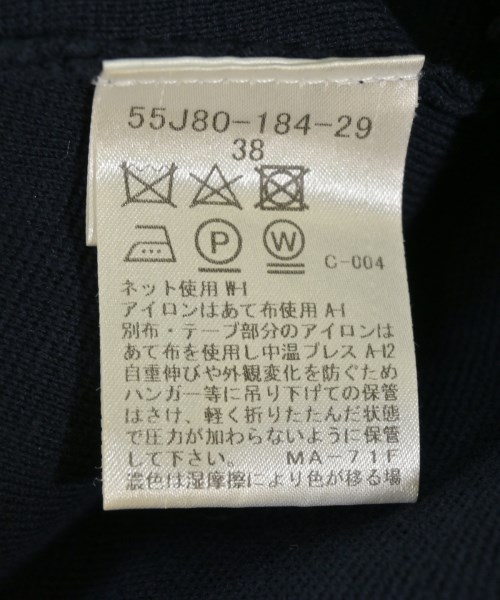 55J80-184-29
38
P
W
C-004
ネット使用 W-I
アイロンはあて布使用 A-I
別布・テープ部分のアイロンは
あて布を使用し中温プレス A-12
自重伸びや外観変化を防ぐため
ハンガー等に吊り下げての保管
はさけ、軽く折りたたんだ状態
で圧力が加わらないように保管
して下さい。 MA-71F
濃色は湿摩擦により色が移る場